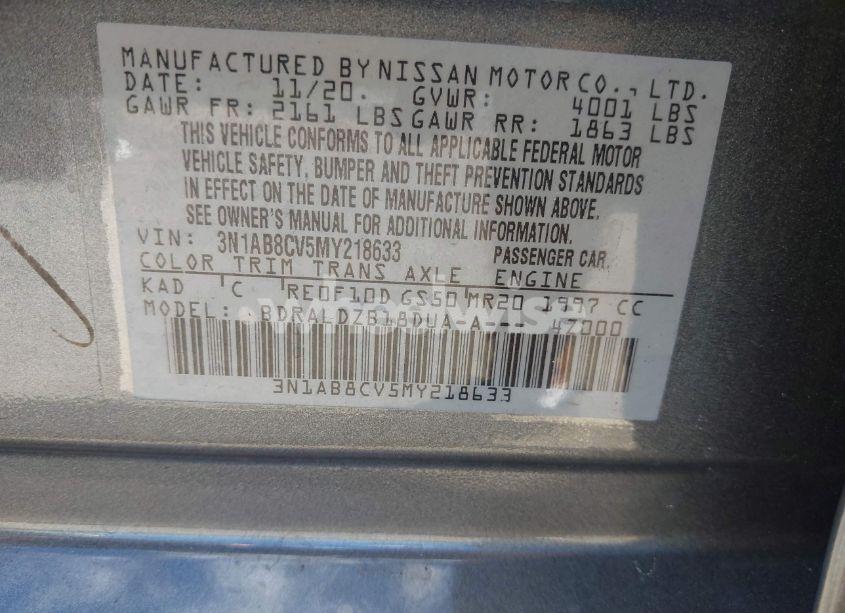 MANUFACTURED BY NISSAN MOTOR CO., LTD.
DATE: 11/20. GVWR: 4001 LBS
GAWR FR: 2161 LBS GAWR RR: 1863 LBS
THIS VEHICLE CONFORMS TO ALL APPLICABLE FEDERAL MOTOR
VEHICLE SAFETY, BUMPER AND THEFT PREVENTION STANDARDS
IN EFFECT ON THE DATE OF MANUFACTURE SHOWN ABOVE.
SEE OWNER'S MANUAL FOR ADDITIONAL INFORMATION.
VIN: 3N1AB8CV5MY218633 PASSENGER CAR
COLOR TRIM TRANS AXLE ENGINE
KAD C RE0F10D GS50 MR20 1997 CC
MODEL: BDRALDZB18DUA-A--- 47000
3N1AB8CV5MY218633